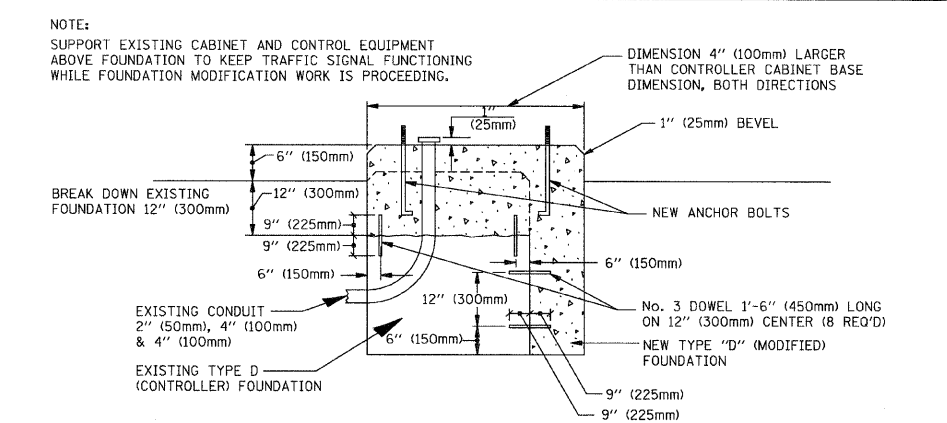 NOTE:
SUPPORT EXISTING CABINET AND CONTROL EQUIPMENT
ABOVE FOUNDATION TO KEEP TRAFFIC SIGNAL FUNCTIONING
WHILE FOUNDATION MODIFICATION WORK IS PROCEEDING.
DIMENSION 4" (100mm) LARGER
THAN CONTROLLER CABINET BASE
DIMENSION, BOTH DIRECTIONS
1"
(25mm)
1" (25mm) BEVEL
6" (150mm)
BREAK DOWN EXISTING
FOUNDATION 12" (300mm)
12" (300mm)
NEW ANCHOR BOLTS
9" (225mm)
9" (225mm)
6" (150mm)
6" (150mm)
12" (300mm)
No. 3 DOWEL 1'-6" (450mm) LONG
ON 12" (300mm) CENTER (8 REQ'D)
EXISTING CONDUIT
2" (50mm), 4" (100mm)
& 4" (100mm)
6" (150mm)
NEW TYPE "D" (MODIFIED)
FOUNDATION
EXISTING TYPE D
(CONTROLLER) FOUNDATION
9" (225mm)
9" (225mm)